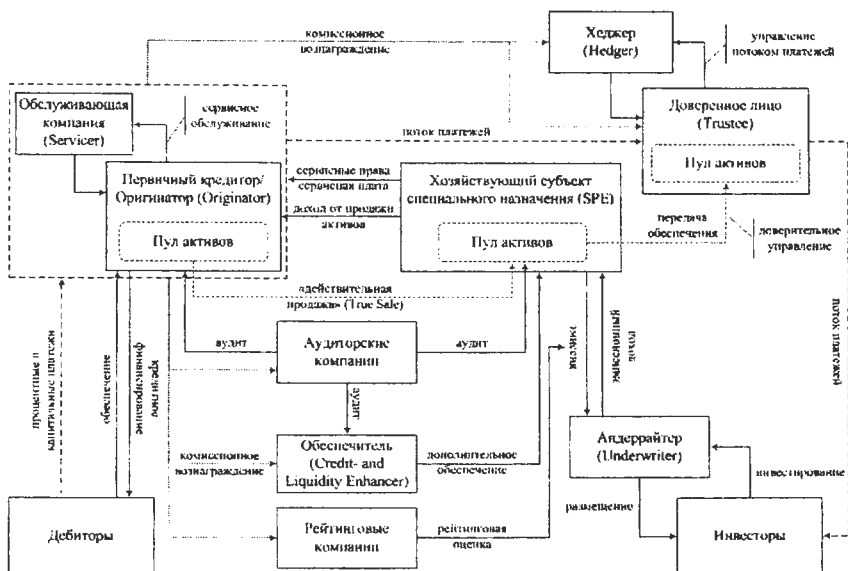 комиссионное
вознаграждение
Хеджер
(Hedger)
управление
потоком платежей
Обслуживающая
компания
(Servicer)
сервисное
обслуживание
поток платежей
Доверенное лицо
(Trustee)
Пул активов
Первичный кредитор/
Оригинатор (Originator)
Пул активов
сервисные права
сервисная плата
доход от продажи
активов
Хозяйствующий субъект
специального назначения (SPE)
Пул активов
передача
обеспечения
доверительное
управление
«действительная
продажа» (True Sale)
процентные и
капитальные платежи
обеспечение
кредитное
финансирование
аудит
Аудиторские
компании
аудит
аудит
эмиссия
эмиссионный
доход
поток платежей
комиссионное
вознаграждение
Обеспечитель
(Credit- and
Liquidity Enhancer)
дополнительное
обеспечение
Андеррайтер
(Underwriter)
инвестирование
размещение
Дебиторы
Рейтинговые
компании
рейтинговая
оценка
Инвесторы